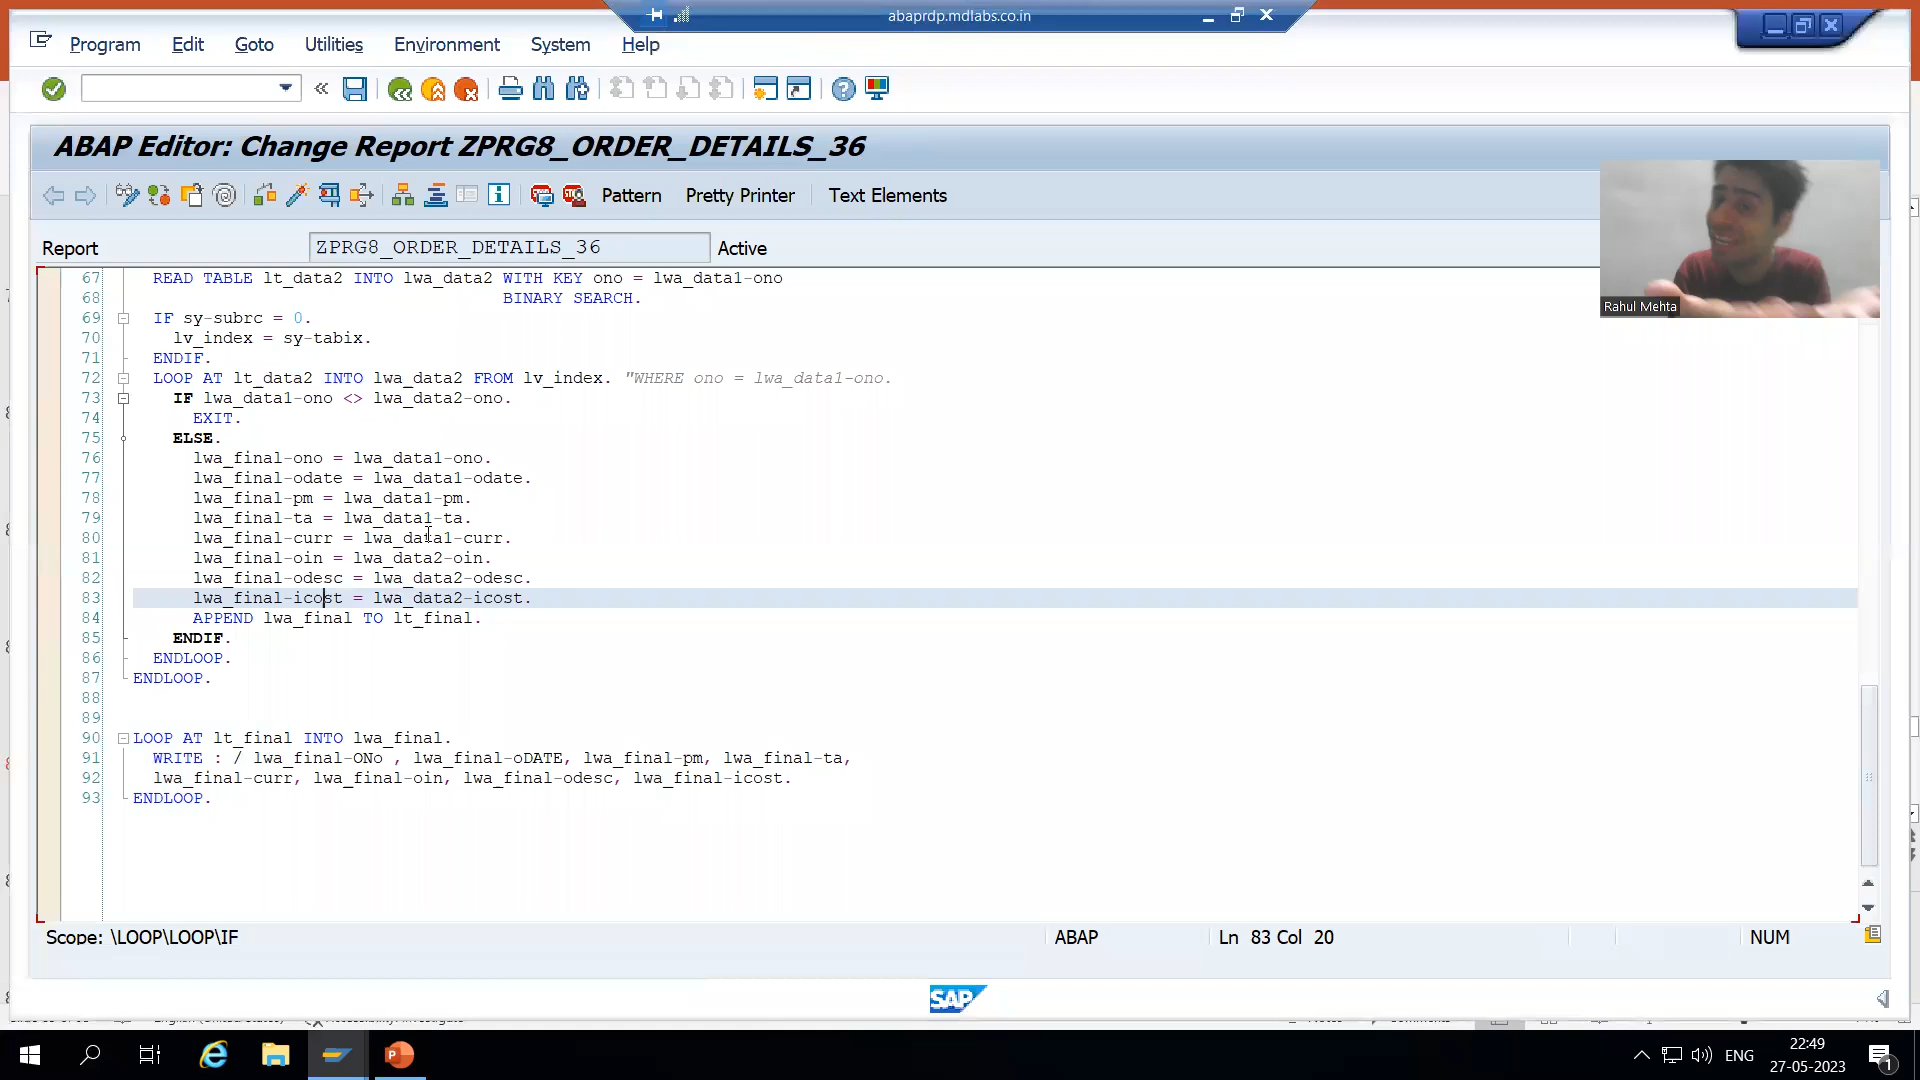 abaprdp.mdlabs.co.in
Program Edit Goto Utilities Environment System Help
ABAP Editor: Change Report ZPRG8_ORDER_DETAILS_36
Pattern Pretty Printer Text Elements
Report ZPRG8_ORDER_DETAILS_36 Active
Rahul Mehta
67 READ TABLE lt_data2 INTO lwa_data2 WITH KEY ono = lwa_data1-ono
68 BINARY SEARCH.
69 IF sy-subrc = 0.
70 lv_index = sy-tabix.
71 ENDIF.
72 LOOP AT lt_data2 INTO lwa_data2 FROM lv_index. "WHERE ono = lwa_data1-ono.
73 IF lwa_data1-ono <> lwa_data2-ono.
74 EXIT.
75 ELSE.
76 lwa_final-ono = lwa_data1-ono.
77 lwa_final-odate = lwa_data1-odate.
78 lwa_final-pm = lwa_data1-pm.
79 lwa_final-ta = lwa_data1-ta.
80 lwa_final-curr = lwa_data1-curr.
81 lwa_final-oin = lwa_data2-oin.
82 lwa_final-odesc = lwa_data2-odesc.
83 lwa_final-icost = lwa_data2-icost.
84 APPEND lwa_final TO lt_final.
85 ENDIF.
86 ENDLOOP.
87 ENDLOOP.
88
89
90 LOOP AT lt_final INTO lwa_final.
91 WRITE : / lwa_final-ONo , lwa_final-oDATE, lwa_final-pm, lwa_final-ta,
92 lwa_final-curr, lwa_final-oin, lwa_final-odesc, lwa_final-icost.
93 ENDLOOP.
Scope: \LOOP\LOOP\IF ABAP Ln 83 Col 20 NUM
SAP
ENG
22:49
27-05-2023
1